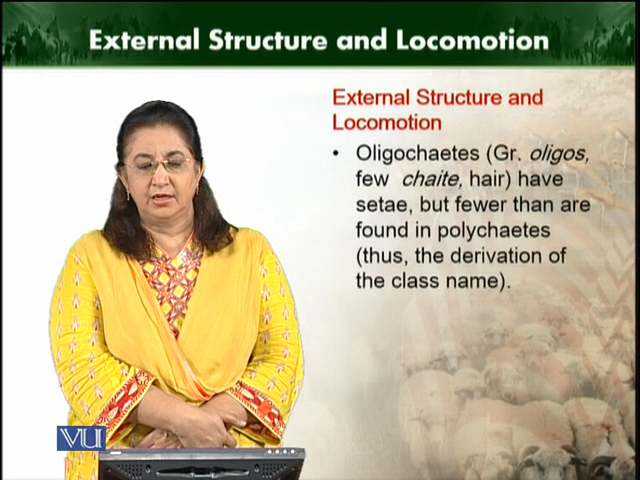 External Structure and Locomotion
External Structure and
Locomotion
• Oligochaetes (Gr. oligos,
few chaite, hair) have
setae, but fewer than are
found in polychaetes
(thus, the derivation of
the class name).
VU